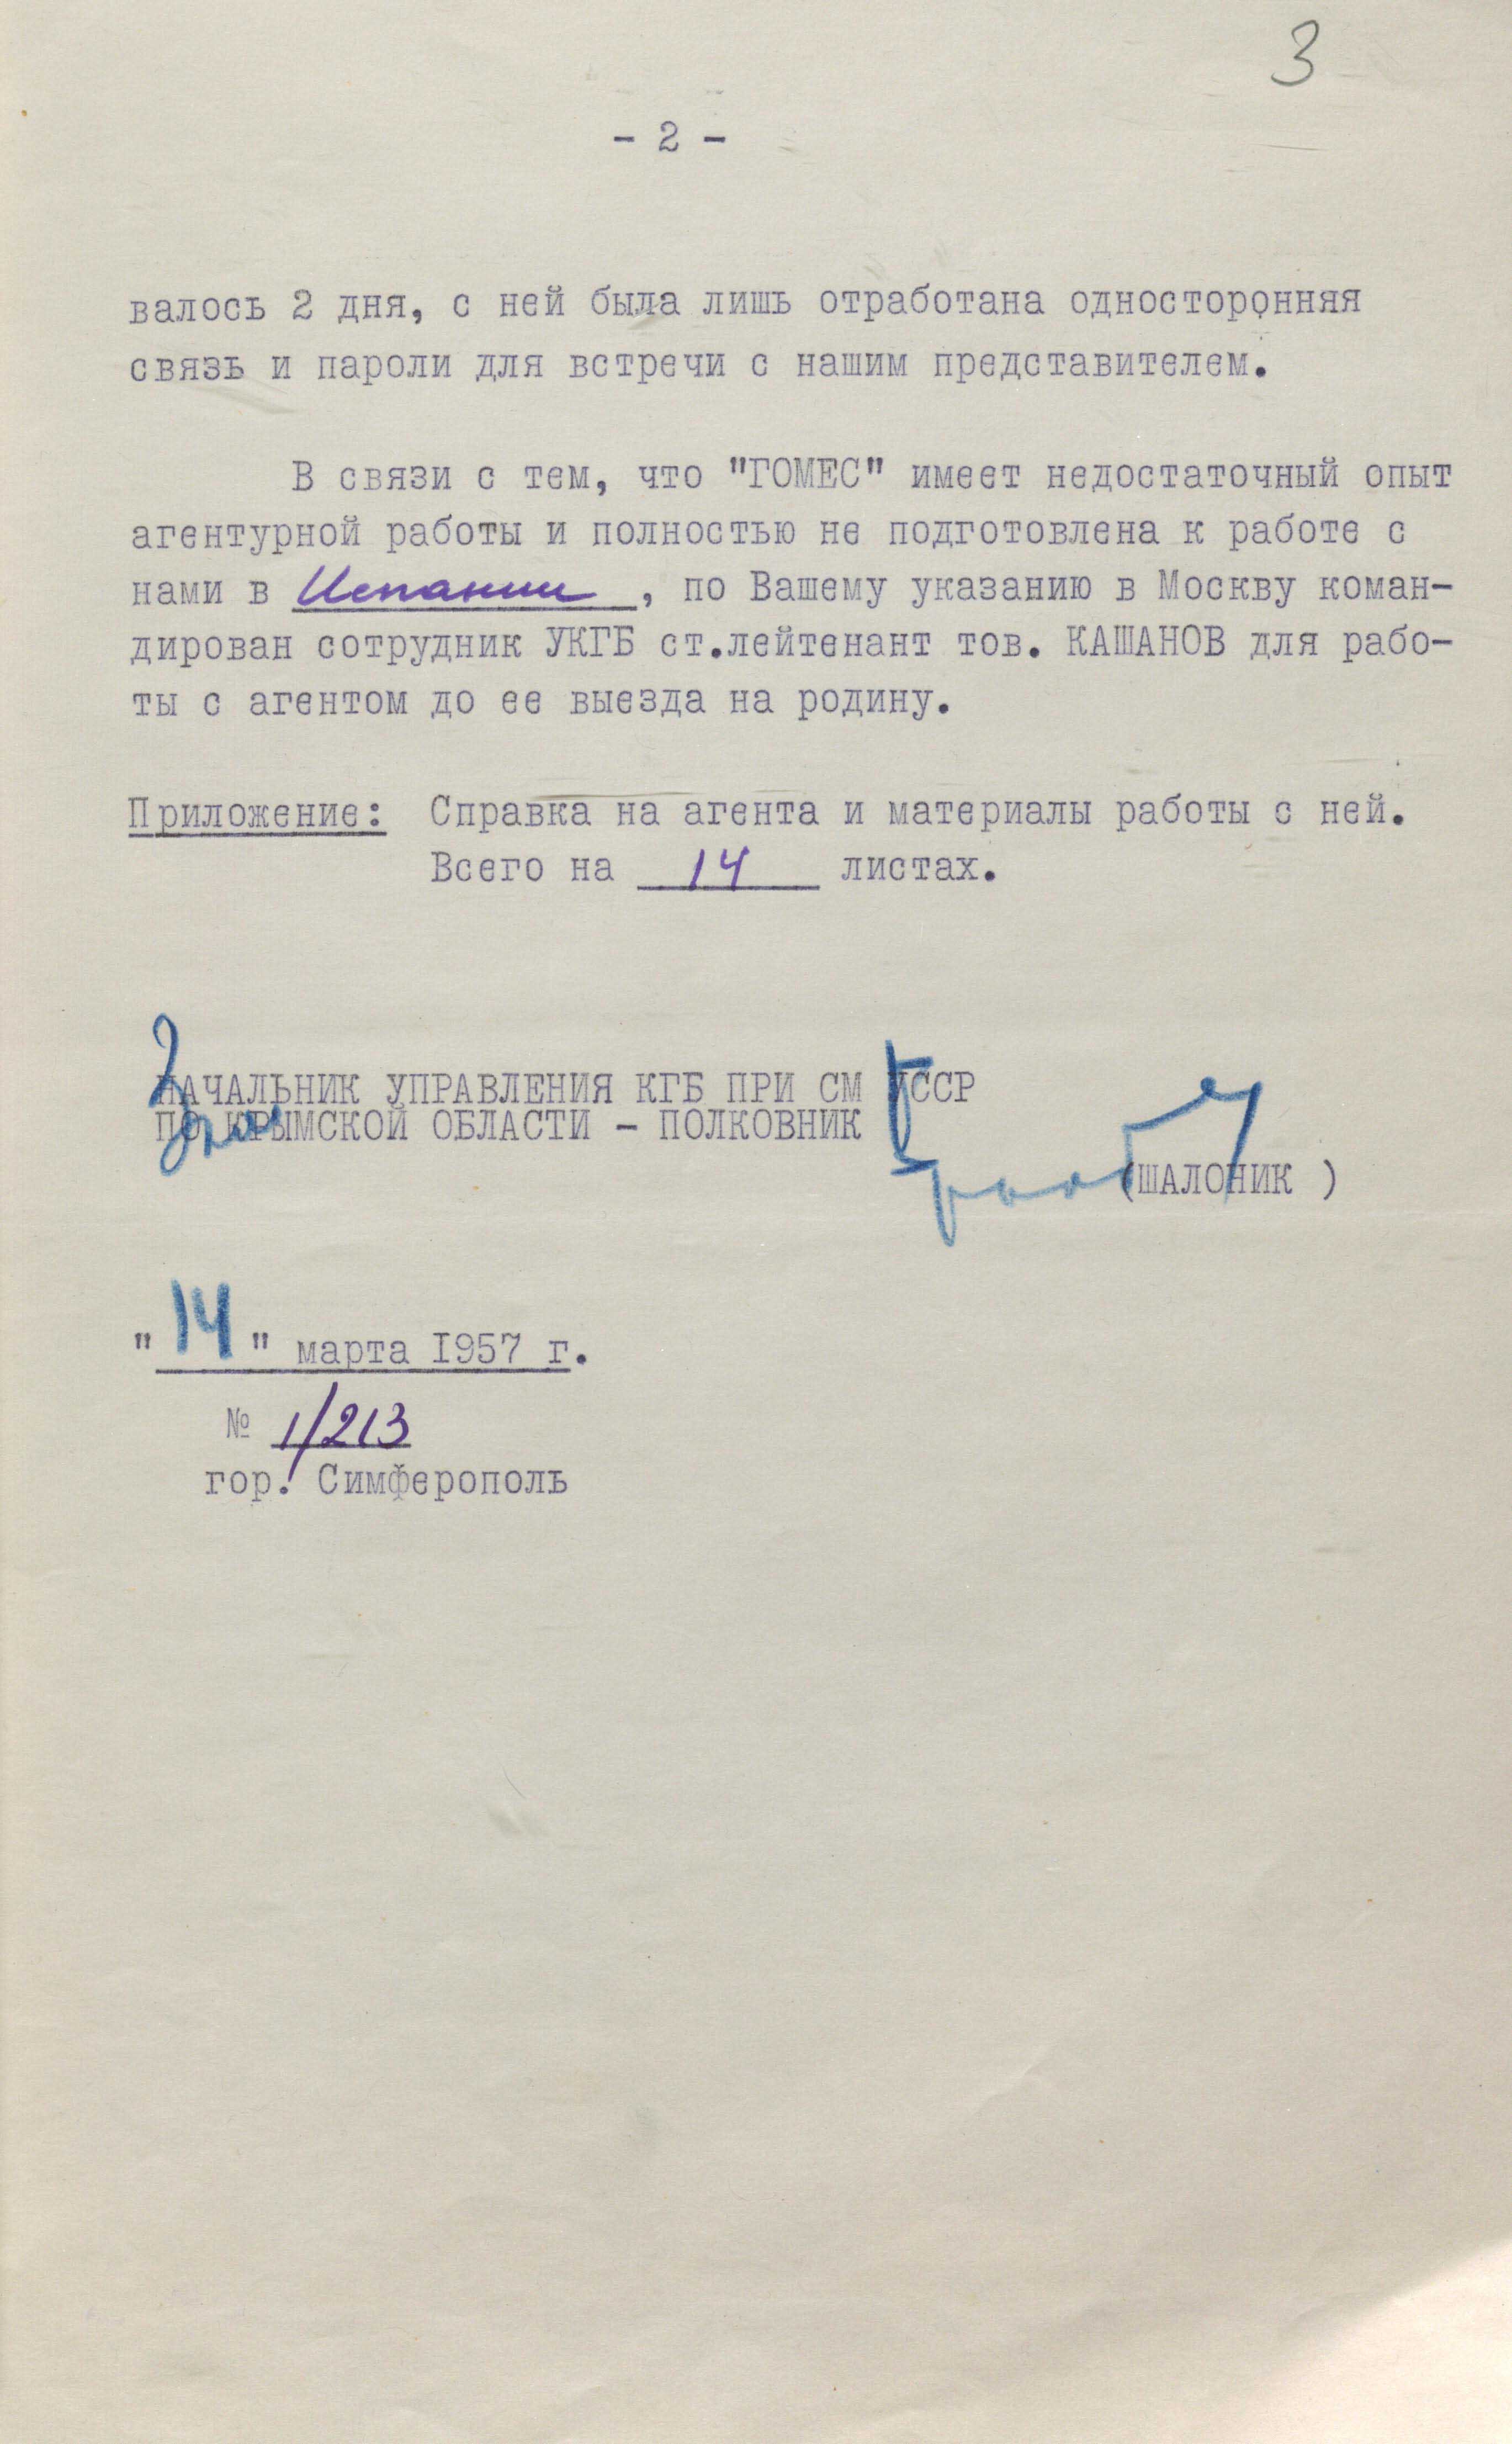 3
- 2 -
валось 2 дня, с ней была лишь отработана односторонняя
связь и пароли для встречи с нашим представителем.
В связи с тем, что "ГОМЕС" имеет недостаточный опыт
агентурной работы и полностью не подготовлена к работе с
нами в Испании, по Вашему указанию в Москву коман-
дирован сотрудник УКГБ ст.лейтенант тов. КАШАНОВ для рабо-
ты с агентом до ее выезда на родину.
Приложение: Справка на агента и материалы работы с ней.
Всего на 14 листах.
НАЧАЛЬНИК УПРАВЛЕНИЯ КГБ ПРИ СМ УССР
ПО КРЫМСКОЙ ОБЛАСТИ - ПОЛКОВНИК
(ШАЛОНИК )
"14" марта 1957 г.
№ 1/213
гор. Симферополь